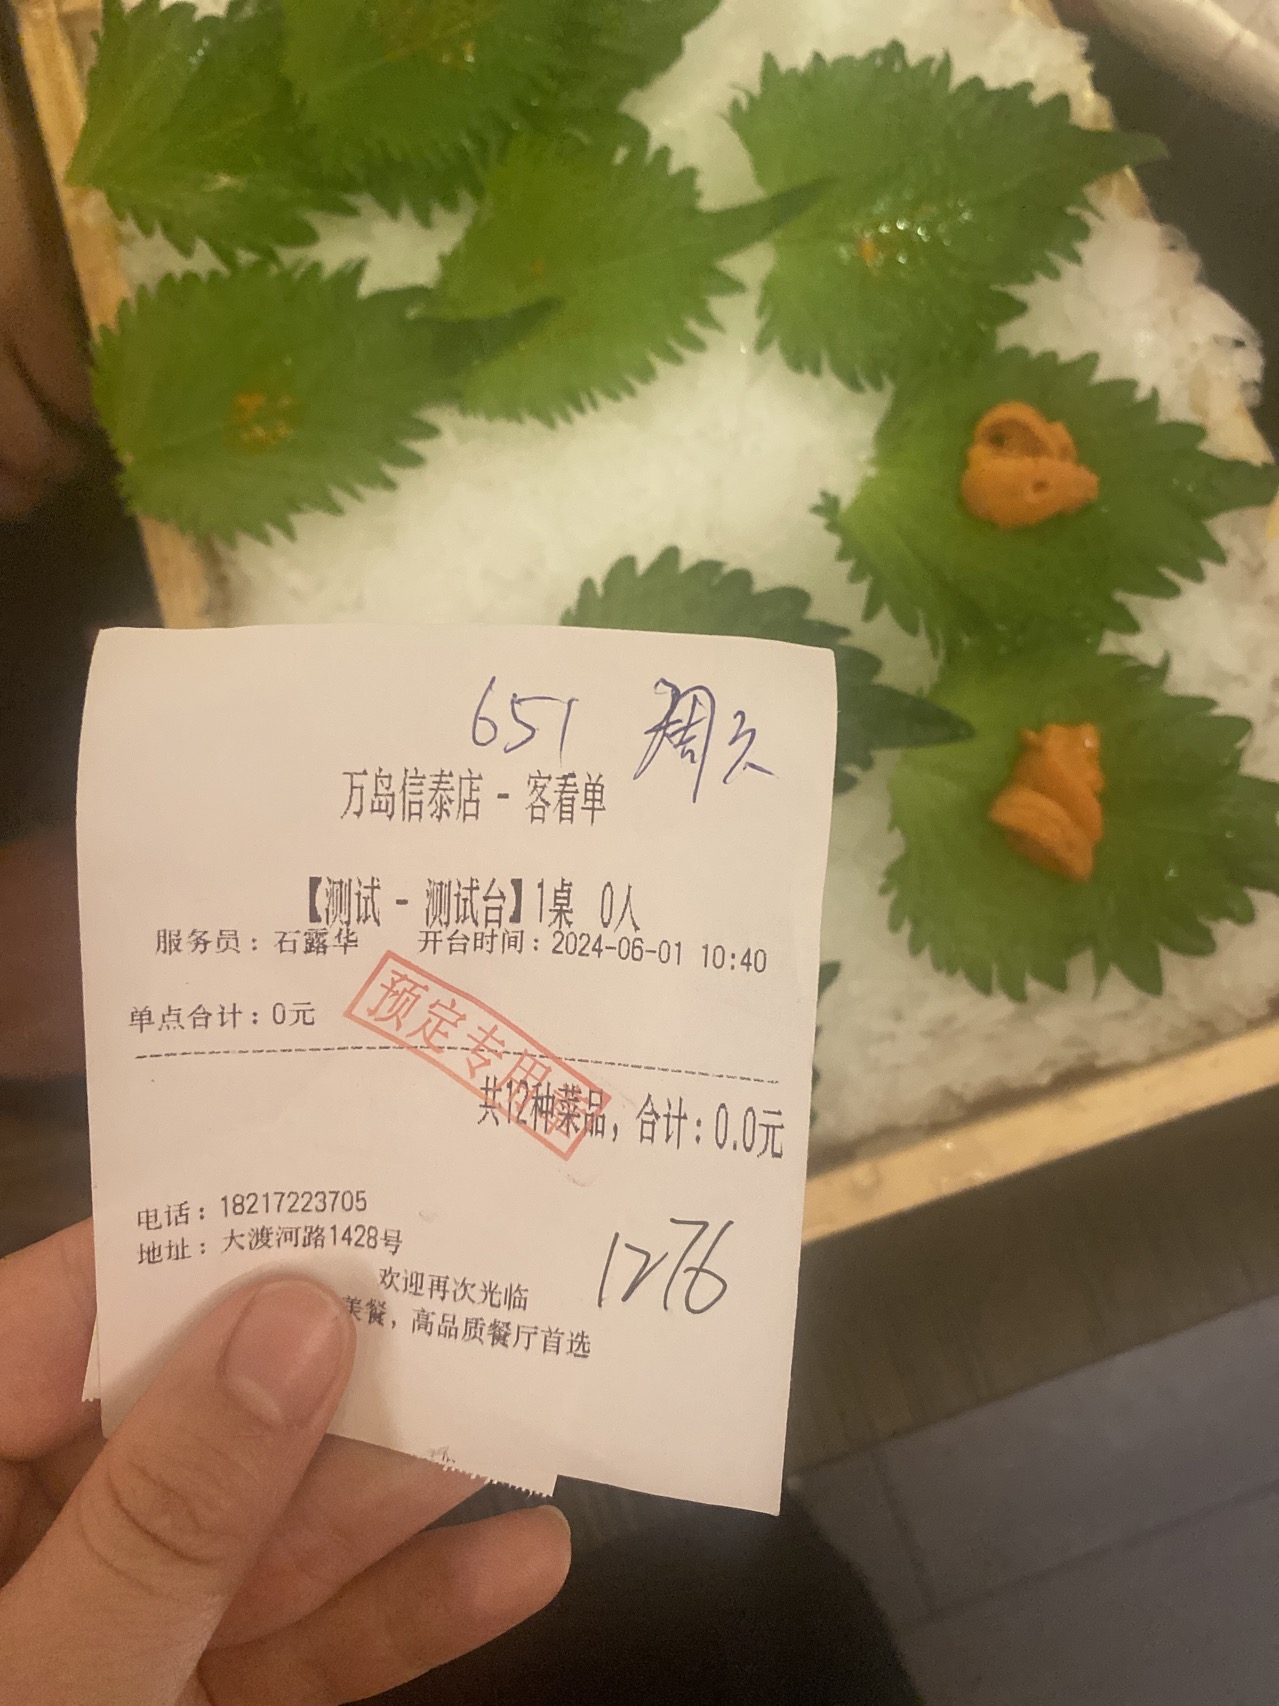 651 周久
万岛信泰店 - 客看单
【测试 - 测试台】1桌 0人
服务员：石露华 开台时间：2024-06-01 10:40
单点合计：0元
预定专用章
共12种菜品，合计：0.0元
电话：18217223705
地址：大渡河路1428号
1276
欢迎再次光临
美餐，高品质餐厅首选